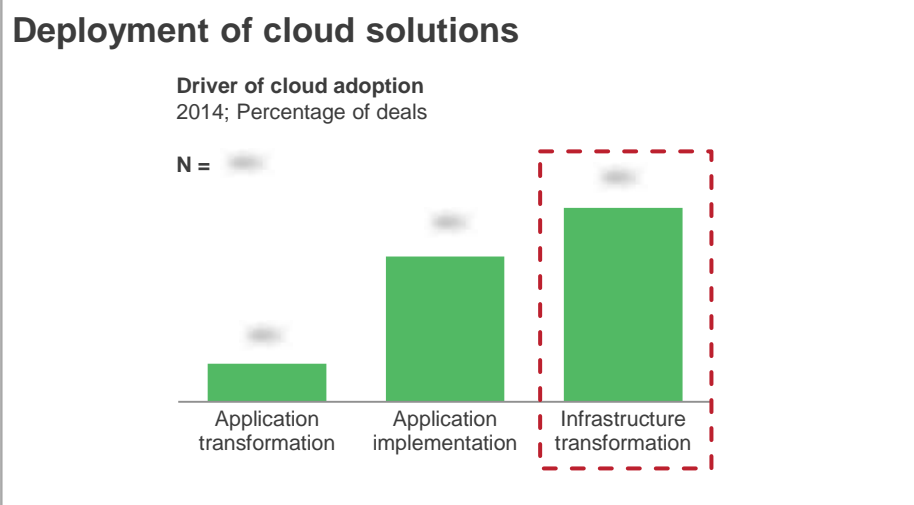 Deployment of cloud solutions
Driver of cloud adoption
2014; Percentage of deals
N =
Application
transformation
Application
implementation
Infrastructure
transformation